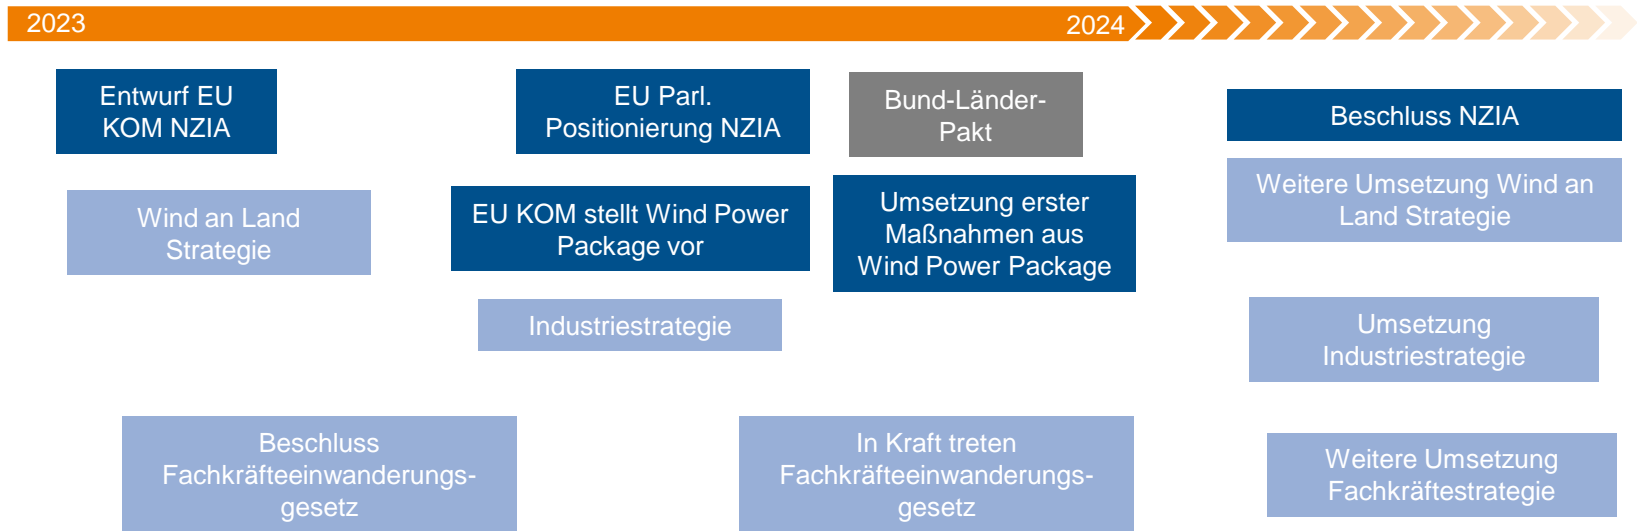 2023
2024
Entwurf EU
KOM NZIA
EU Parl.
Positionierung NZIA
Bund-Länder-
Pakt
Beschluss NZIA
Wind an Land
Strategie
EU KOM stellt Wind Power
Package vor
Umsetzung erster
Maßnahmen aus
Wind Power Package
Weitere Umsetzung Wind an
Land Strategie
Industriestrategie
Umsetzung
Industriestrategie
Beschluss
Fachkräfteeinwanderungs-
gesetz
In Kraft treten
Fachkräfteeinwanderungs-
gesetz
Weitere Umsetzung
Fachkräftestrategie